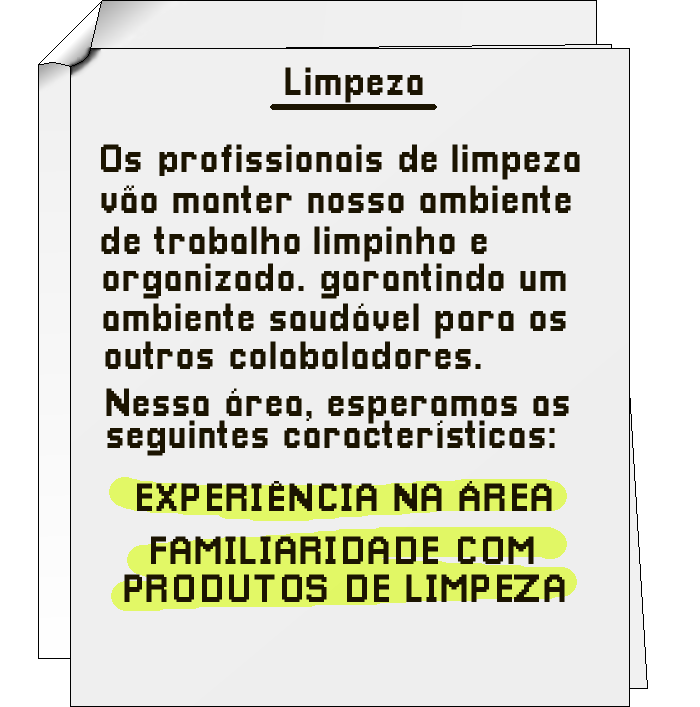 Limpeza
Os profissionais de limpeza
vão manter nosso ambiente
de trabalho limpinho e
organizado. garantindo um
ambiente saudável para os
outros colaboladores.
Nessa área, esperamos as
seguintes características:
EXPERIÊNCIA NA ÁREA
FAMILIARIDADE COM
PRODUTOS DE LIMPEZA